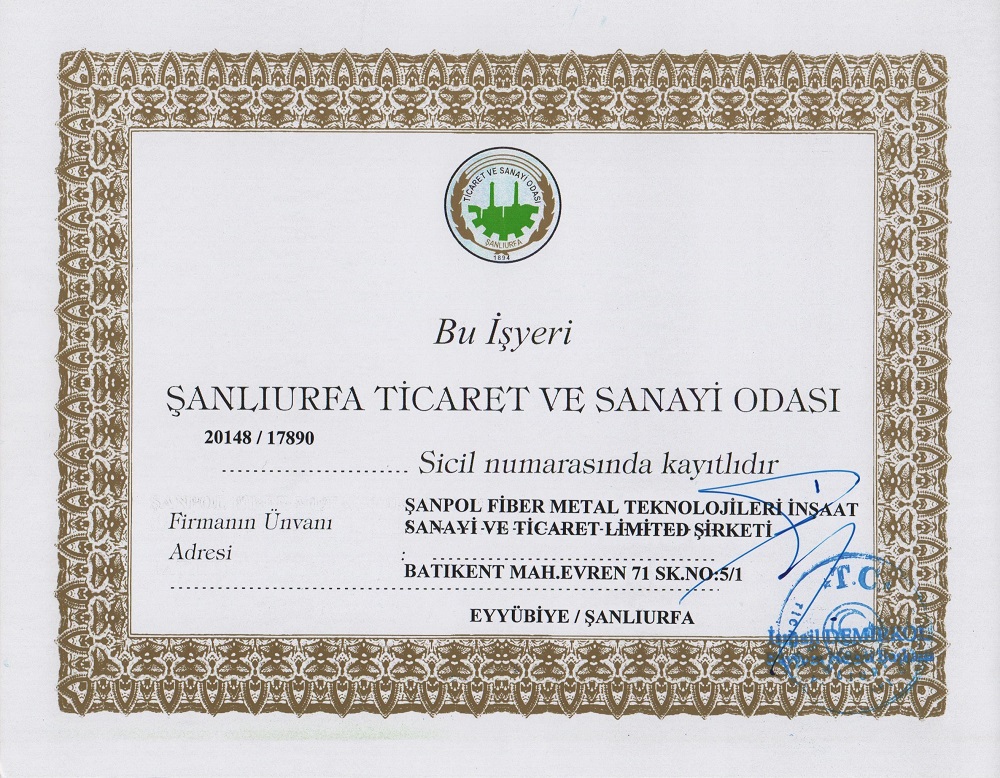 TİCARET VE SANAYİ ODASI
ŞANLIURFA
1894
Bu İşyeri
ŞANLIURFA TİCARET VE SANAYİ ODASI
20148 / 17890
Sicil numarasında kayıtlıdır
Firmanın Ünvanı
ŞANPOL FİBER METAL TEKNOLOJİLERİ İNŞAAT
SANAYİ VE TİCARET LİMİTED ŞİRKETİ
Adresi :
BATIKENT MAH.EVREN 71 SK.NO:5/1
EYYÜBİYE / ŞANLIURFA
T.C.